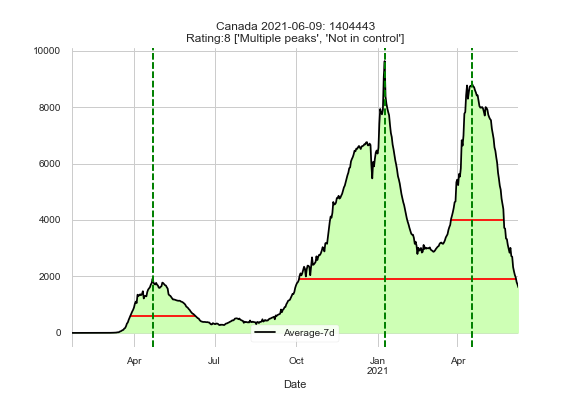 Canada 2021-06-09: 1404443
Rating:8 ['Multiple peaks', 'Not in control']
10000
8000
6000
4000
2000
0
Average-7d
Apr
Jul
Oct
Jan
2021
Apr
Date